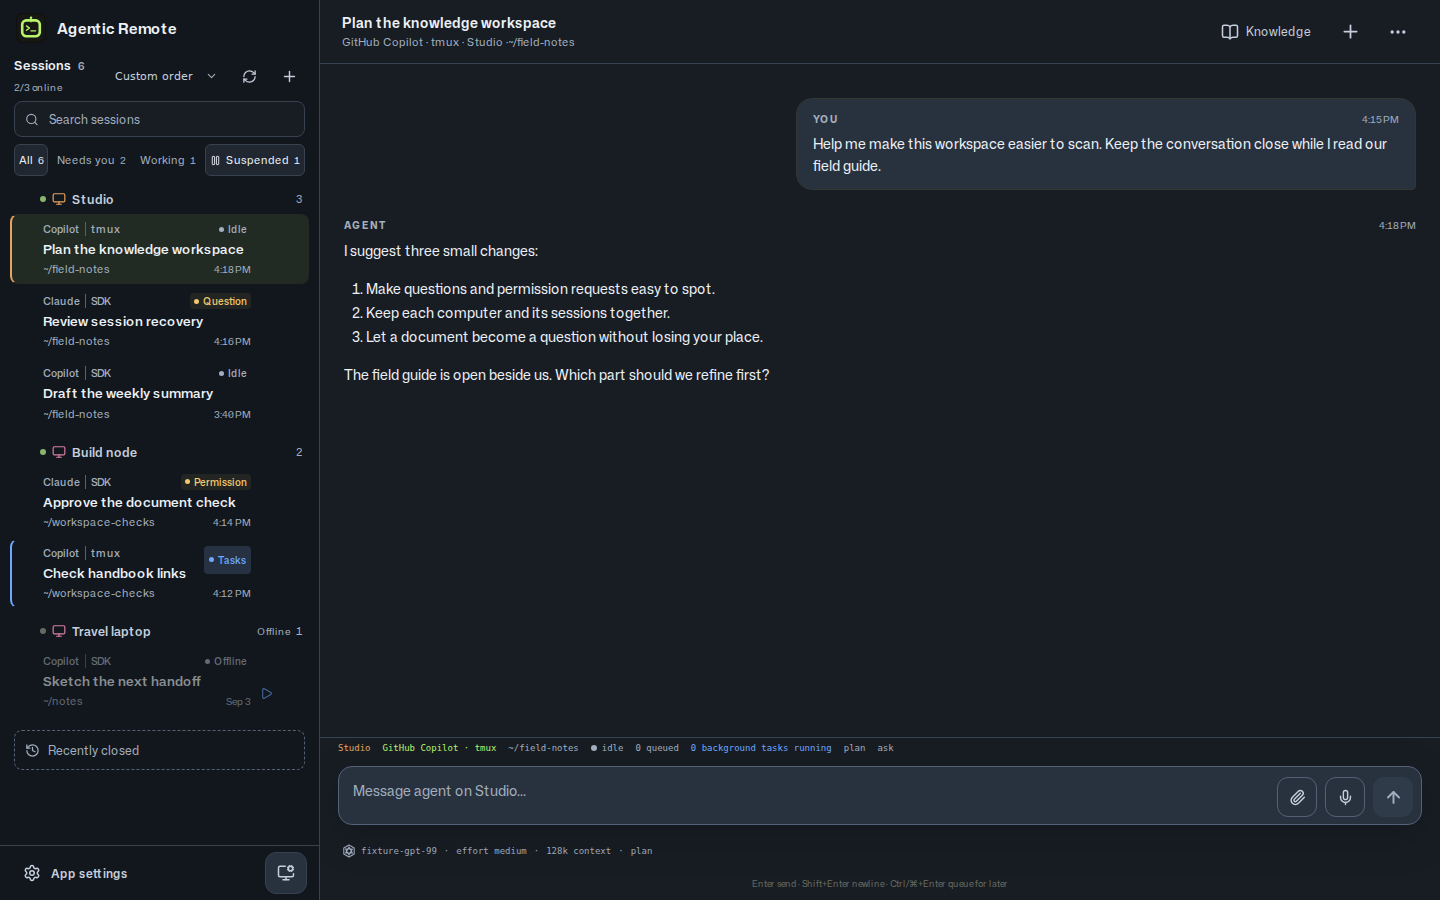 Agentic Remote
Sessions 6
2/3 online
Custom order
Search sessions
All 6
Needs you 2
Working 1
Suspended 1
Studio 3
Copilot | tmux Idle
Plan the knowledge workspace
~/field-notes 4:18 PM
Claude | SDK Question
Review session recovery
~/field-notes 4:16 PM
Copilot | SDK Idle
Draft the weekly summary
~/field-notes 3:40 PM
Build node 2
Claude | SDK Permission
Approve the document check
~/workspace-checks 4:14 PM
Copilot | tmux Tasks
Check handbook links
~/workspace-checks 4:12 PM
Travel laptop Offline 1
Copilot | SDK Offline
Sketch the next handoff
~/notes Sep 3
Recently closed
App settings
Plan the knowledge workspace
GitHub Copilot · tmux · Studio · ~/field-notes
Knowledge
YOU 4:15 PM
Help me make this workspace easier to scan. Keep the conversation close while I read our
field guide.
AGENT 4:18 PM
I suggest three small changes:
1. Make questions and permission requests easy to spot.
2. Keep each computer and its sessions together.
3. Let a document become a question without losing your place.
The field guide is open beside us. Which part should we refine first?
Studio GitHub Copilot · tmux ~/field-notes idle 0 queued 0 background tasks running plan ask
Message agent on Studio...
fixture-gpt-99 · effort medium · 128k context · plan
Enter send · Shift+Enter newline · Ctrl/⌘+Enter queue for later